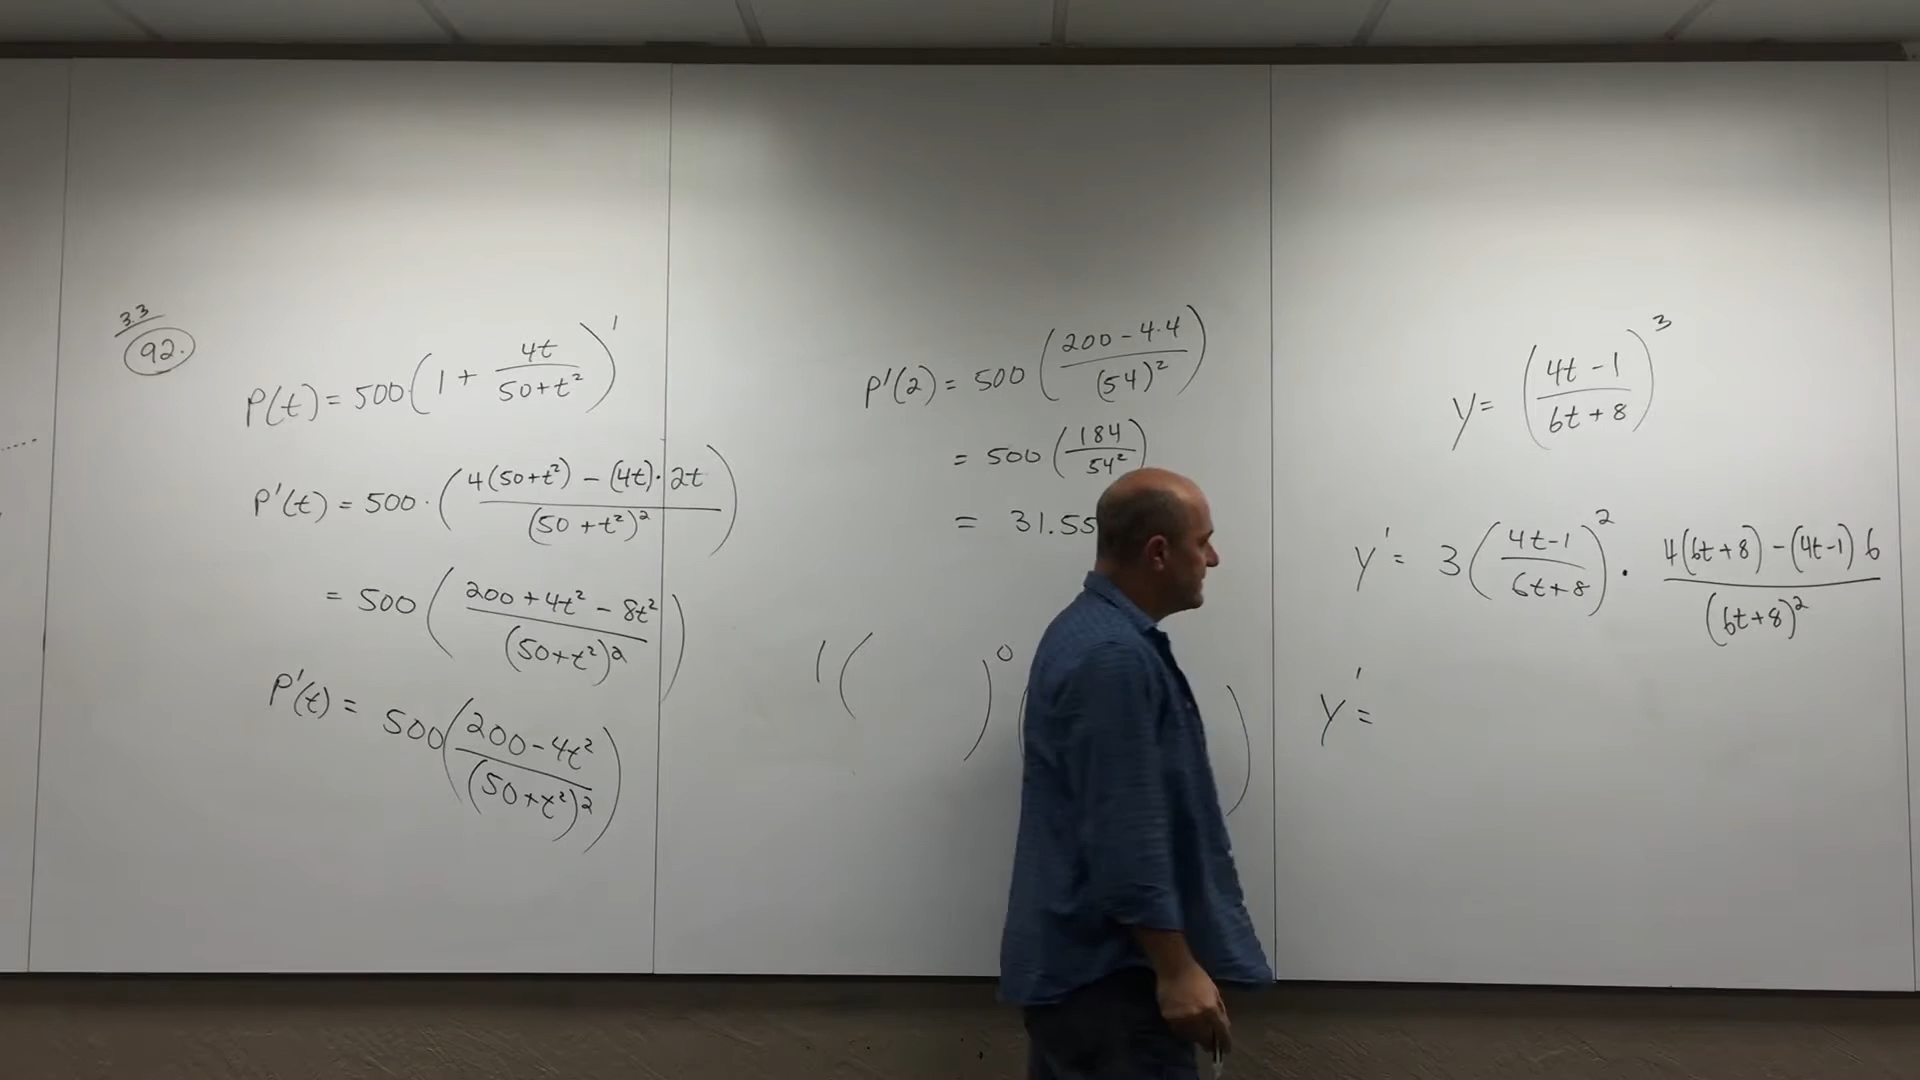 3.3
92.
P(t) = 500 (1 + 4t/(50+t²))¹
P'(t) = 500 · (4(50+t²) - (4t)·2t / (50+t²)²)
= 500 (200+4t²-8t² / (50+t²)²)
P'(t) = 500 (200-4t² / (50+t²)²)
P'(2) = 500 (200-4·4 / (54)²)
= 500 (184 / 54²)
= 31.55
1( )⁰ ( )
y = (4t-1 / 6t+8)³
y' = 3 (4t-1 / 6t+8)² · 4(6t+8)-(4t-1)6 / (6t+8)²
y' =